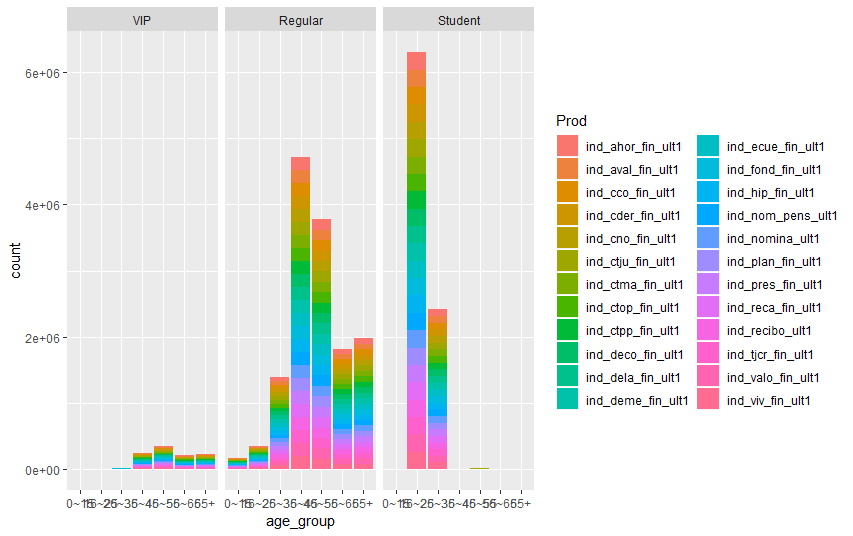 VIP Regular Student
6e+06
4e+06
2e+06
0e+00
count
age_group
Prod
ind_ahor_fin_ult1 ind_ecue_fin_ult1
ind_aval_fin_ult1 ind_fond_fin_ult1
ind_cco_fin_ult1 ind_hip_fin_ult1
ind_cder_fin_ult1 ind_nom_pens_ult1
ind_cno_fin_ult1 ind_nomina_ult1
ind_ctju_fin_ult1 ind_plan_fin_ult1
ind_ctma_fin_ult1 ind_pres_fin_ult1
ind_ctop_fin_ult1 ind_reca_fin_ult1
ind_ctpp_fin_ult1 ind_recibo_ult1
ind_deco_fin_ult1 ind_tjcr_fin_ult1
ind_dela_fin_ult1 ind_valo_fin_ult1
ind_deme_fin_ult1 ind_viv_fin_ult1